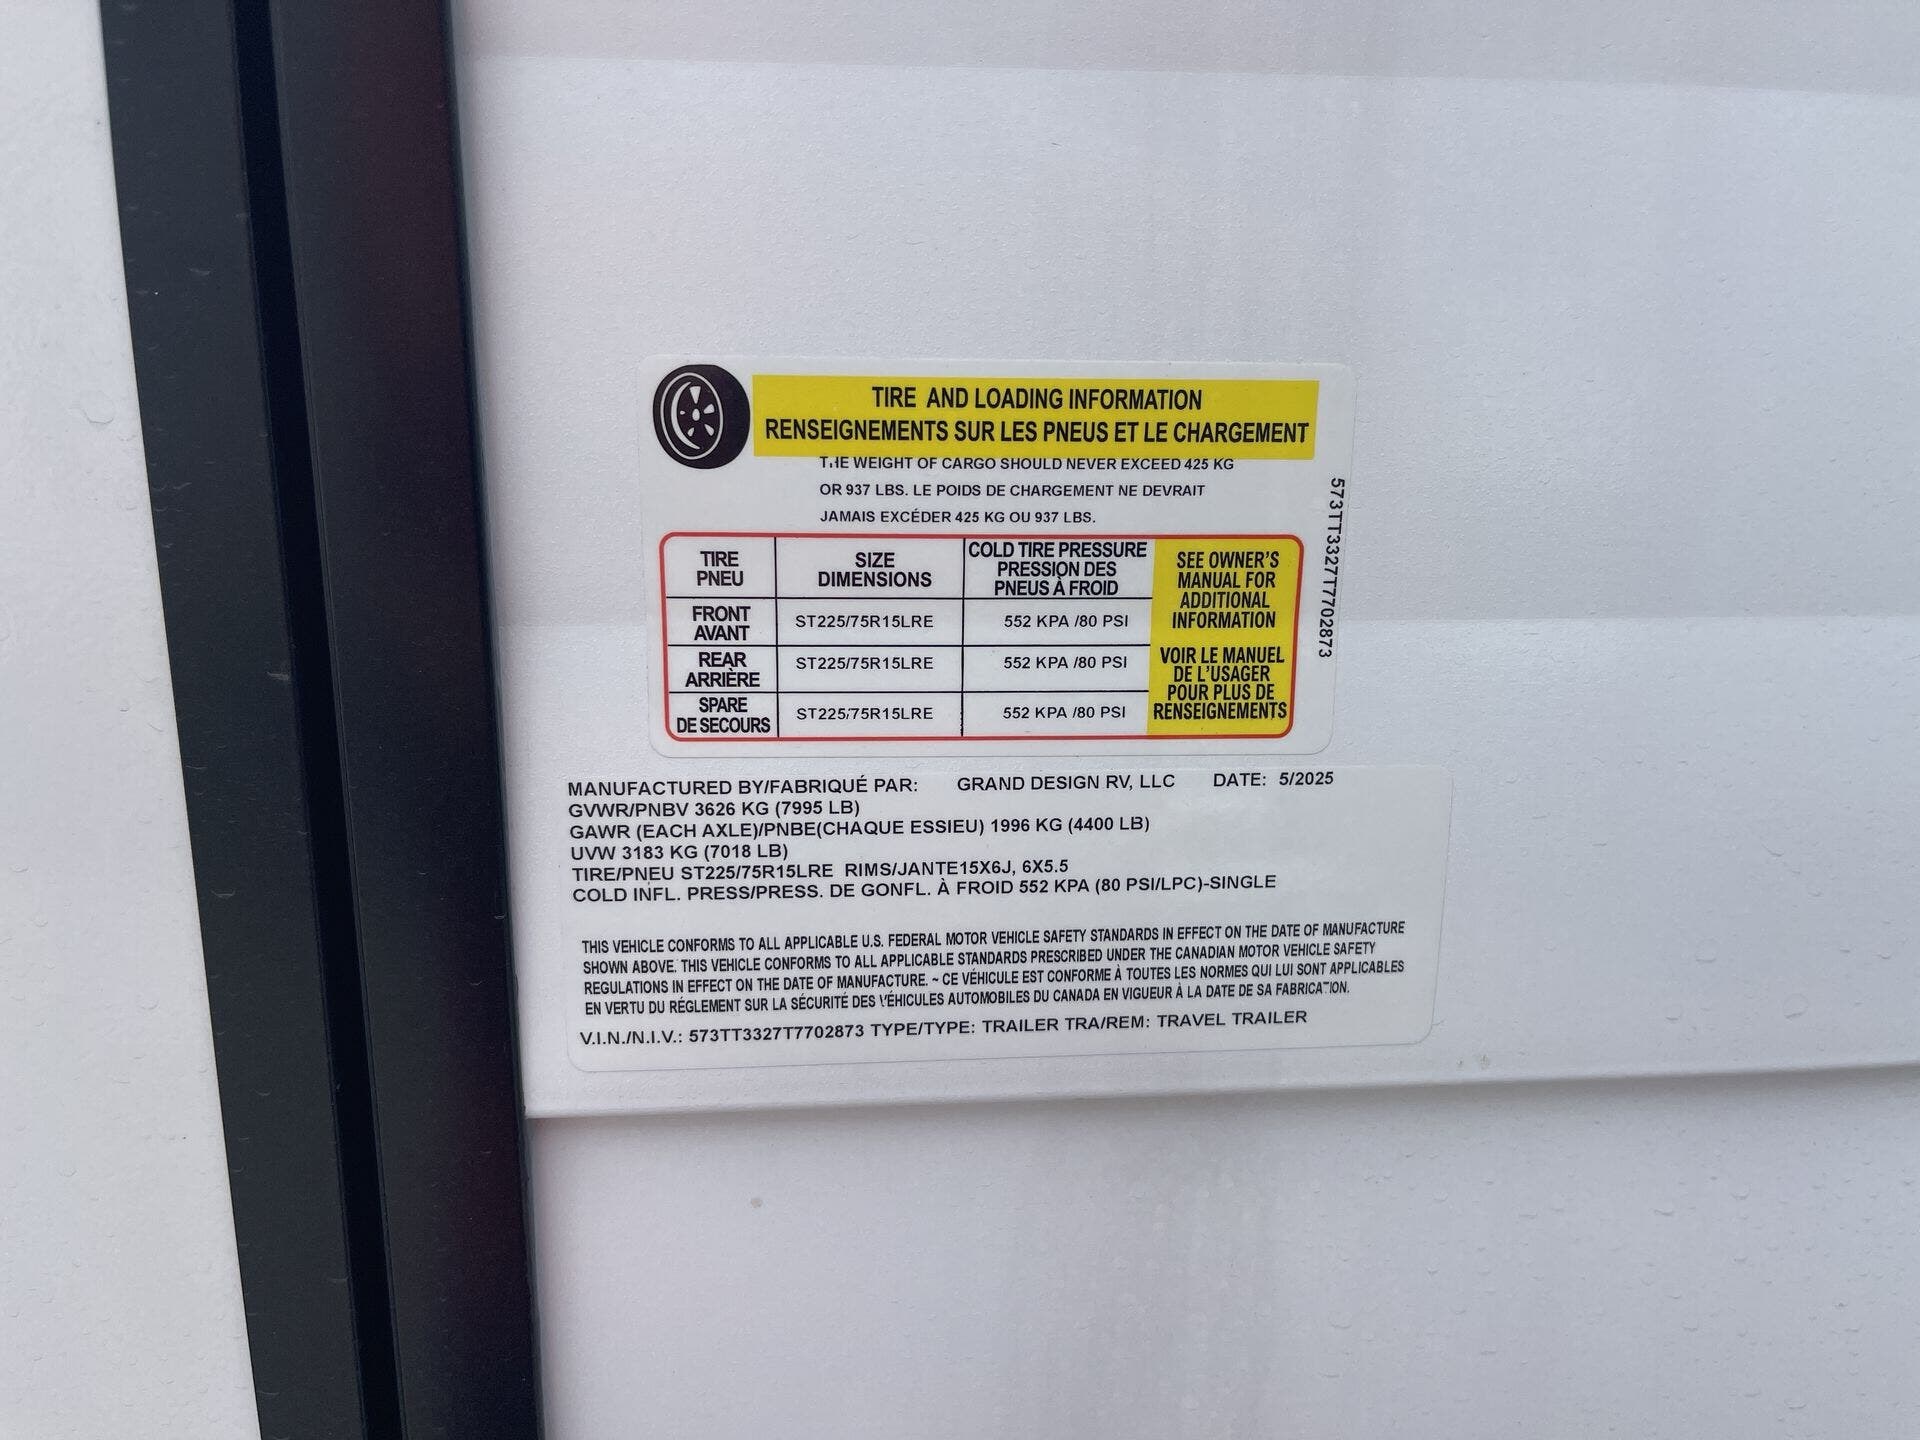 TIRE AND LOADING INFORMATION
RENSEIGNEMENTS SUR LES PNEUS ET LE CHARGEMENT
THE WEIGHT OF CARGO SHOULD NEVER EXCEED 425 KG
OR 937 LBS. LE POIDS DE CHARGEMENT NE DEVRAIT
JAMAIS EXCÉDER 425 KG OU 937 LBS.
TIRE
PNEU
SIZE
DIMENSIONS
COLD TIRE PRESSURE
PRESSION DES
PNEUS À FROID
FRONT
AVANT
ST225/75R15LRE
552 KPA /80 PSI
REAR
ARRIÈRE
ST225/75R15LRE
552 KPA /80 PSI
SPARE
DE SECOURS
ST225/75R15LRE
552 KPA /80 PSI
SEE OWNER'S
MANUAL FOR
ADDITIONAL
INFORMATION
VOIR LE MANUEL
DE L'USAGER
POUR PLUS DE
RENSEIGNEMENTS
573TT3327T7702873
MANUFACTURED BY/FABRIQUÉ PAR: GRAND DESIGN RV, LLC DATE: 5/2025
GVWR/PNBV 3626 KG (7995 LB)
GAWR (EACH AXLE)/PNBE(CHAQUE ESSIEU) 1996 KG (4400 LB)
UVW 3183 KG (7018 LB)
TIRE/PNEU ST225/75R15LRE RIMS/JANTE15X6J, 6X5.5
COLD INFL. PRESS/PRESS. DE GONFL. À FROID 552 KPA (80 PSI/LPC)-SINGLE
THIS VEHICLE CONFORMS TO ALL APPLICABLE U.S. FEDERAL MOTOR VEHICLE SAFETY STANDARDS IN EFFECT ON THE DATE OF MANUFACTURE
SHOWN ABOVE. THIS VEHICLE CONFORMS TO ALL APPLICABLE STANDARDS PRESCRIBED UNDER THE CANADIAN MOTOR VEHICLE SAFETY
REGULATIONS IN EFFECT ON THE DATE OF MANUFACTURE. ~ CE VÉHICULE EST CONFORME À TOUTES LES NORMES QUI LUI SONT APPLICABLES
EN VERTU DU RÉGLEMENT SUR LA SÉCURITÉ DES VÉHICULES AUTOMOBILES DU CANADA EN VIGUEUR À LA DATE DE SA FABRICATION.
V.I.N./N.I.V.: 573TT3327T7702873 TYPE/TYPE: TRAILER TRA/REM: TRAVEL TRAILER